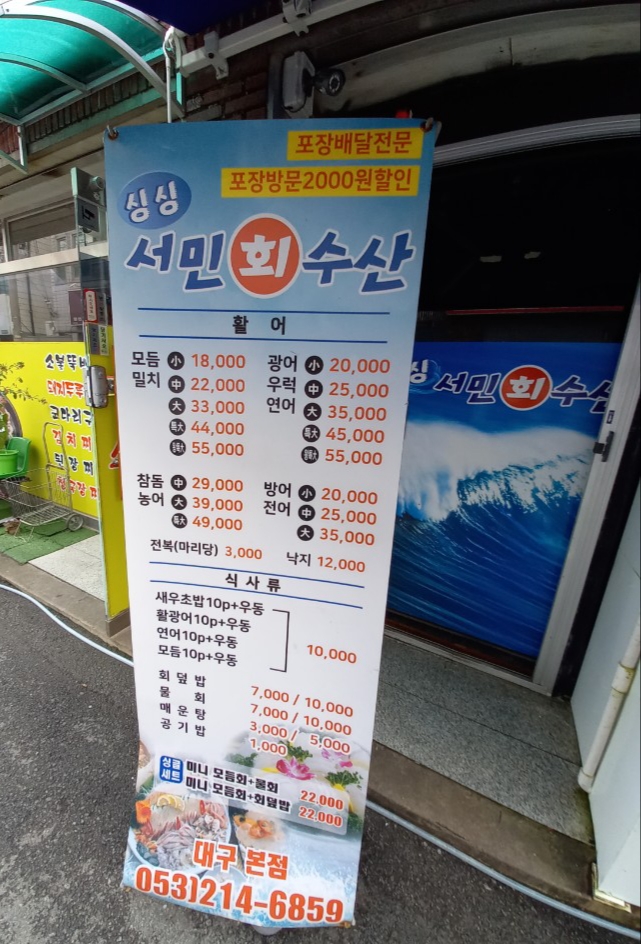 포장배달전문
포장방문2000원할인
싱싱
서민회수산
활 어
모듬 小 18,000
밀치 中 22,000
大 33,000
特大 44,000
55,000
광어 小 20,000
우럭 中 25,000
연어 大 35,000
特大 45,000
55,000
참돔 中 29,000
농어 大 39,000
特大 49,000
방어 小 20,000
전어 中 25,000
大 35,000
전복(마리당) 3,000 낙지 12,000
식사류
새우초밥10p+우동
활광어10p+우동
연어10p+우동
모듬10p+우동
10,000
회덮밥 7,000 / 10,000
물 회 7,000 / 10,000
매운탕 3,000 / 5,000
공기밥 1,000
싱글
세트
미니 모듬회+물회 22.000
미니 모듬회+회덮밥 22.000
대구 본점
053)214-6859
싱 서민회수산
김치찌
된장찌